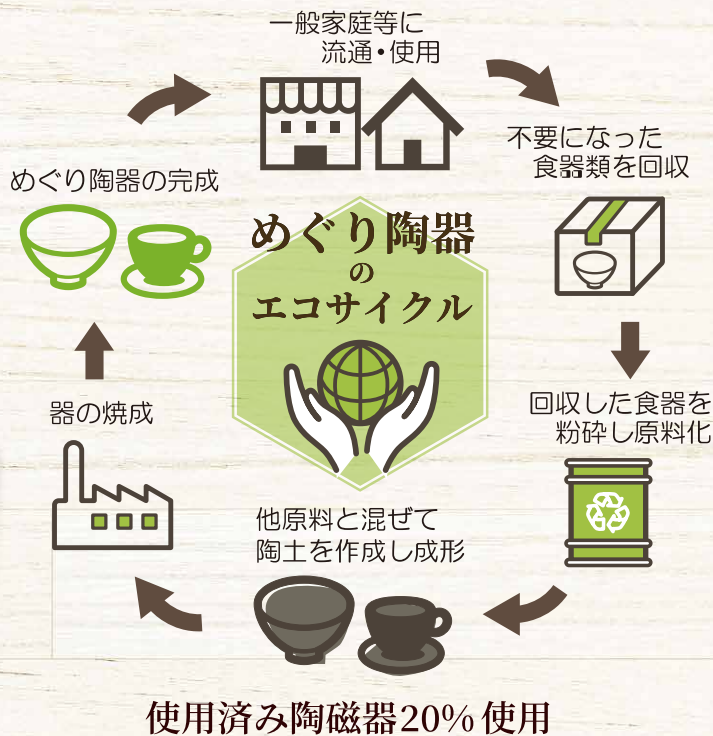 一般家庭等に
流通・使用
不要になった
食器類を回収
めぐり陶器の完成
めぐり陶器
の
エコサイクル
回収した食器を
粉砕し原料化
器の焼成
他原料と混ぜて
陶土を作成し成形
使用済み陶磁器20%使用